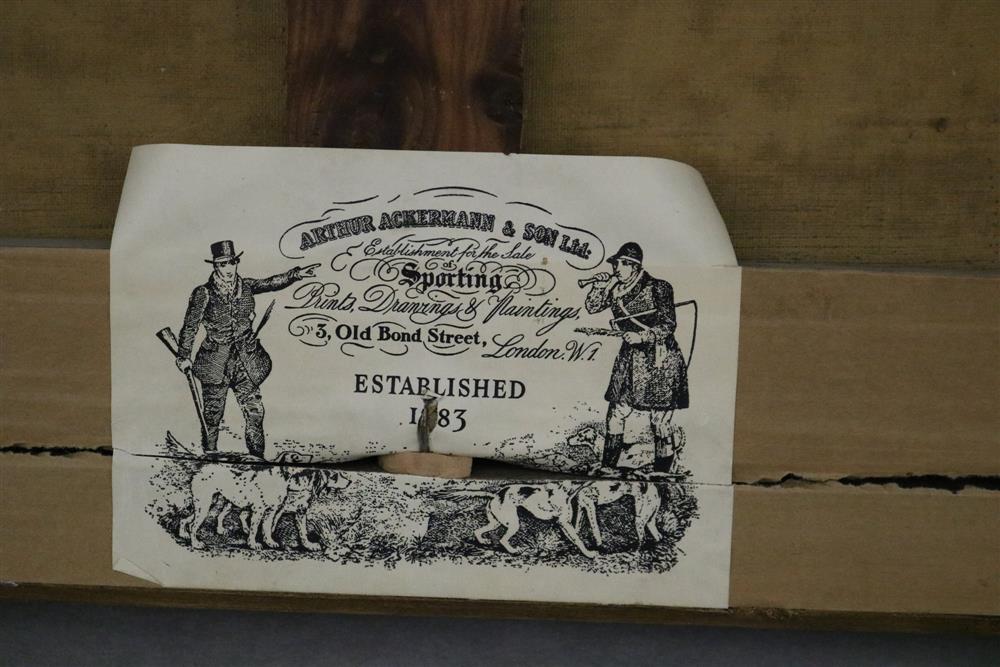 ARTHUR ACKERMANN & SON Ltd.
Establishment for the Sale
of
Sporting
Prints, Drawings & Paintings,
3, Old Bond Street,
London. W.1.
ESTABLISHED